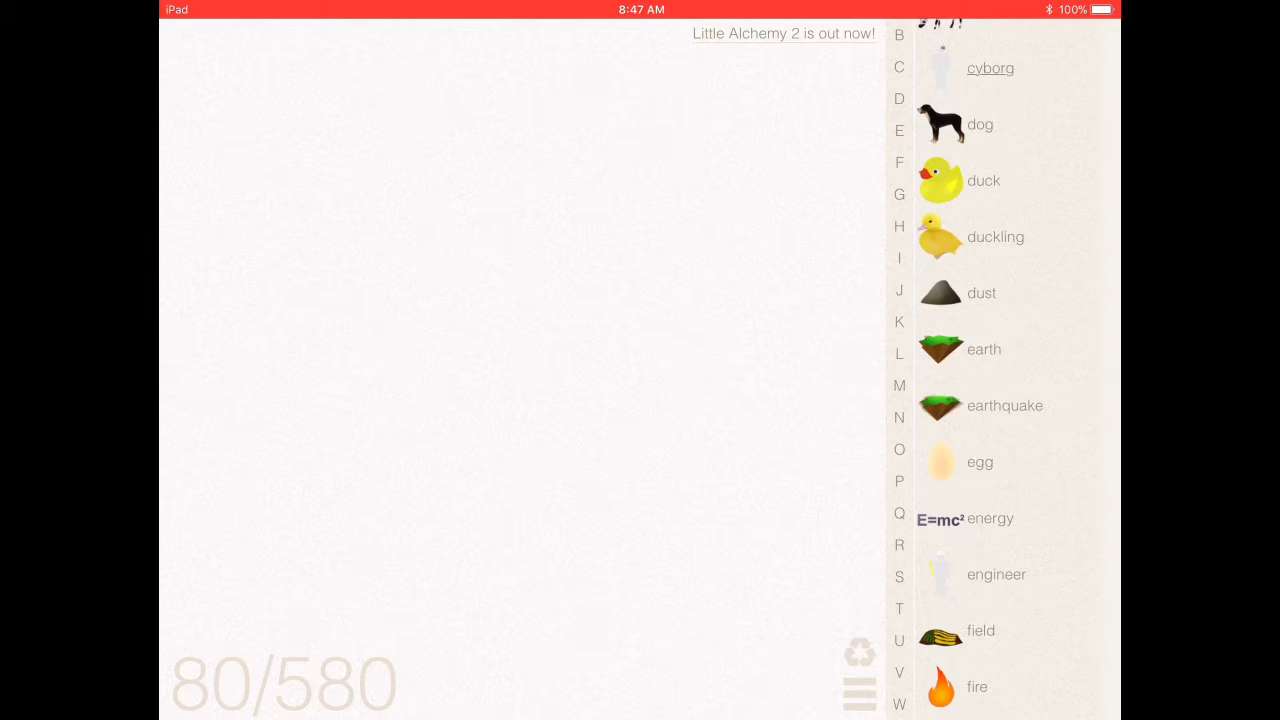 iPad
8:47 AM
100%
Little Alchemy 2 is out now!
B
C
D
E
F
G
H
I
J
K
L
M
N
O
P
Q
R
S
T
U
V
W
cyborg
dog
duck
duckling
dust
earth
earthquake
egg
E=mc² energy
engineer
field
fire
80/580